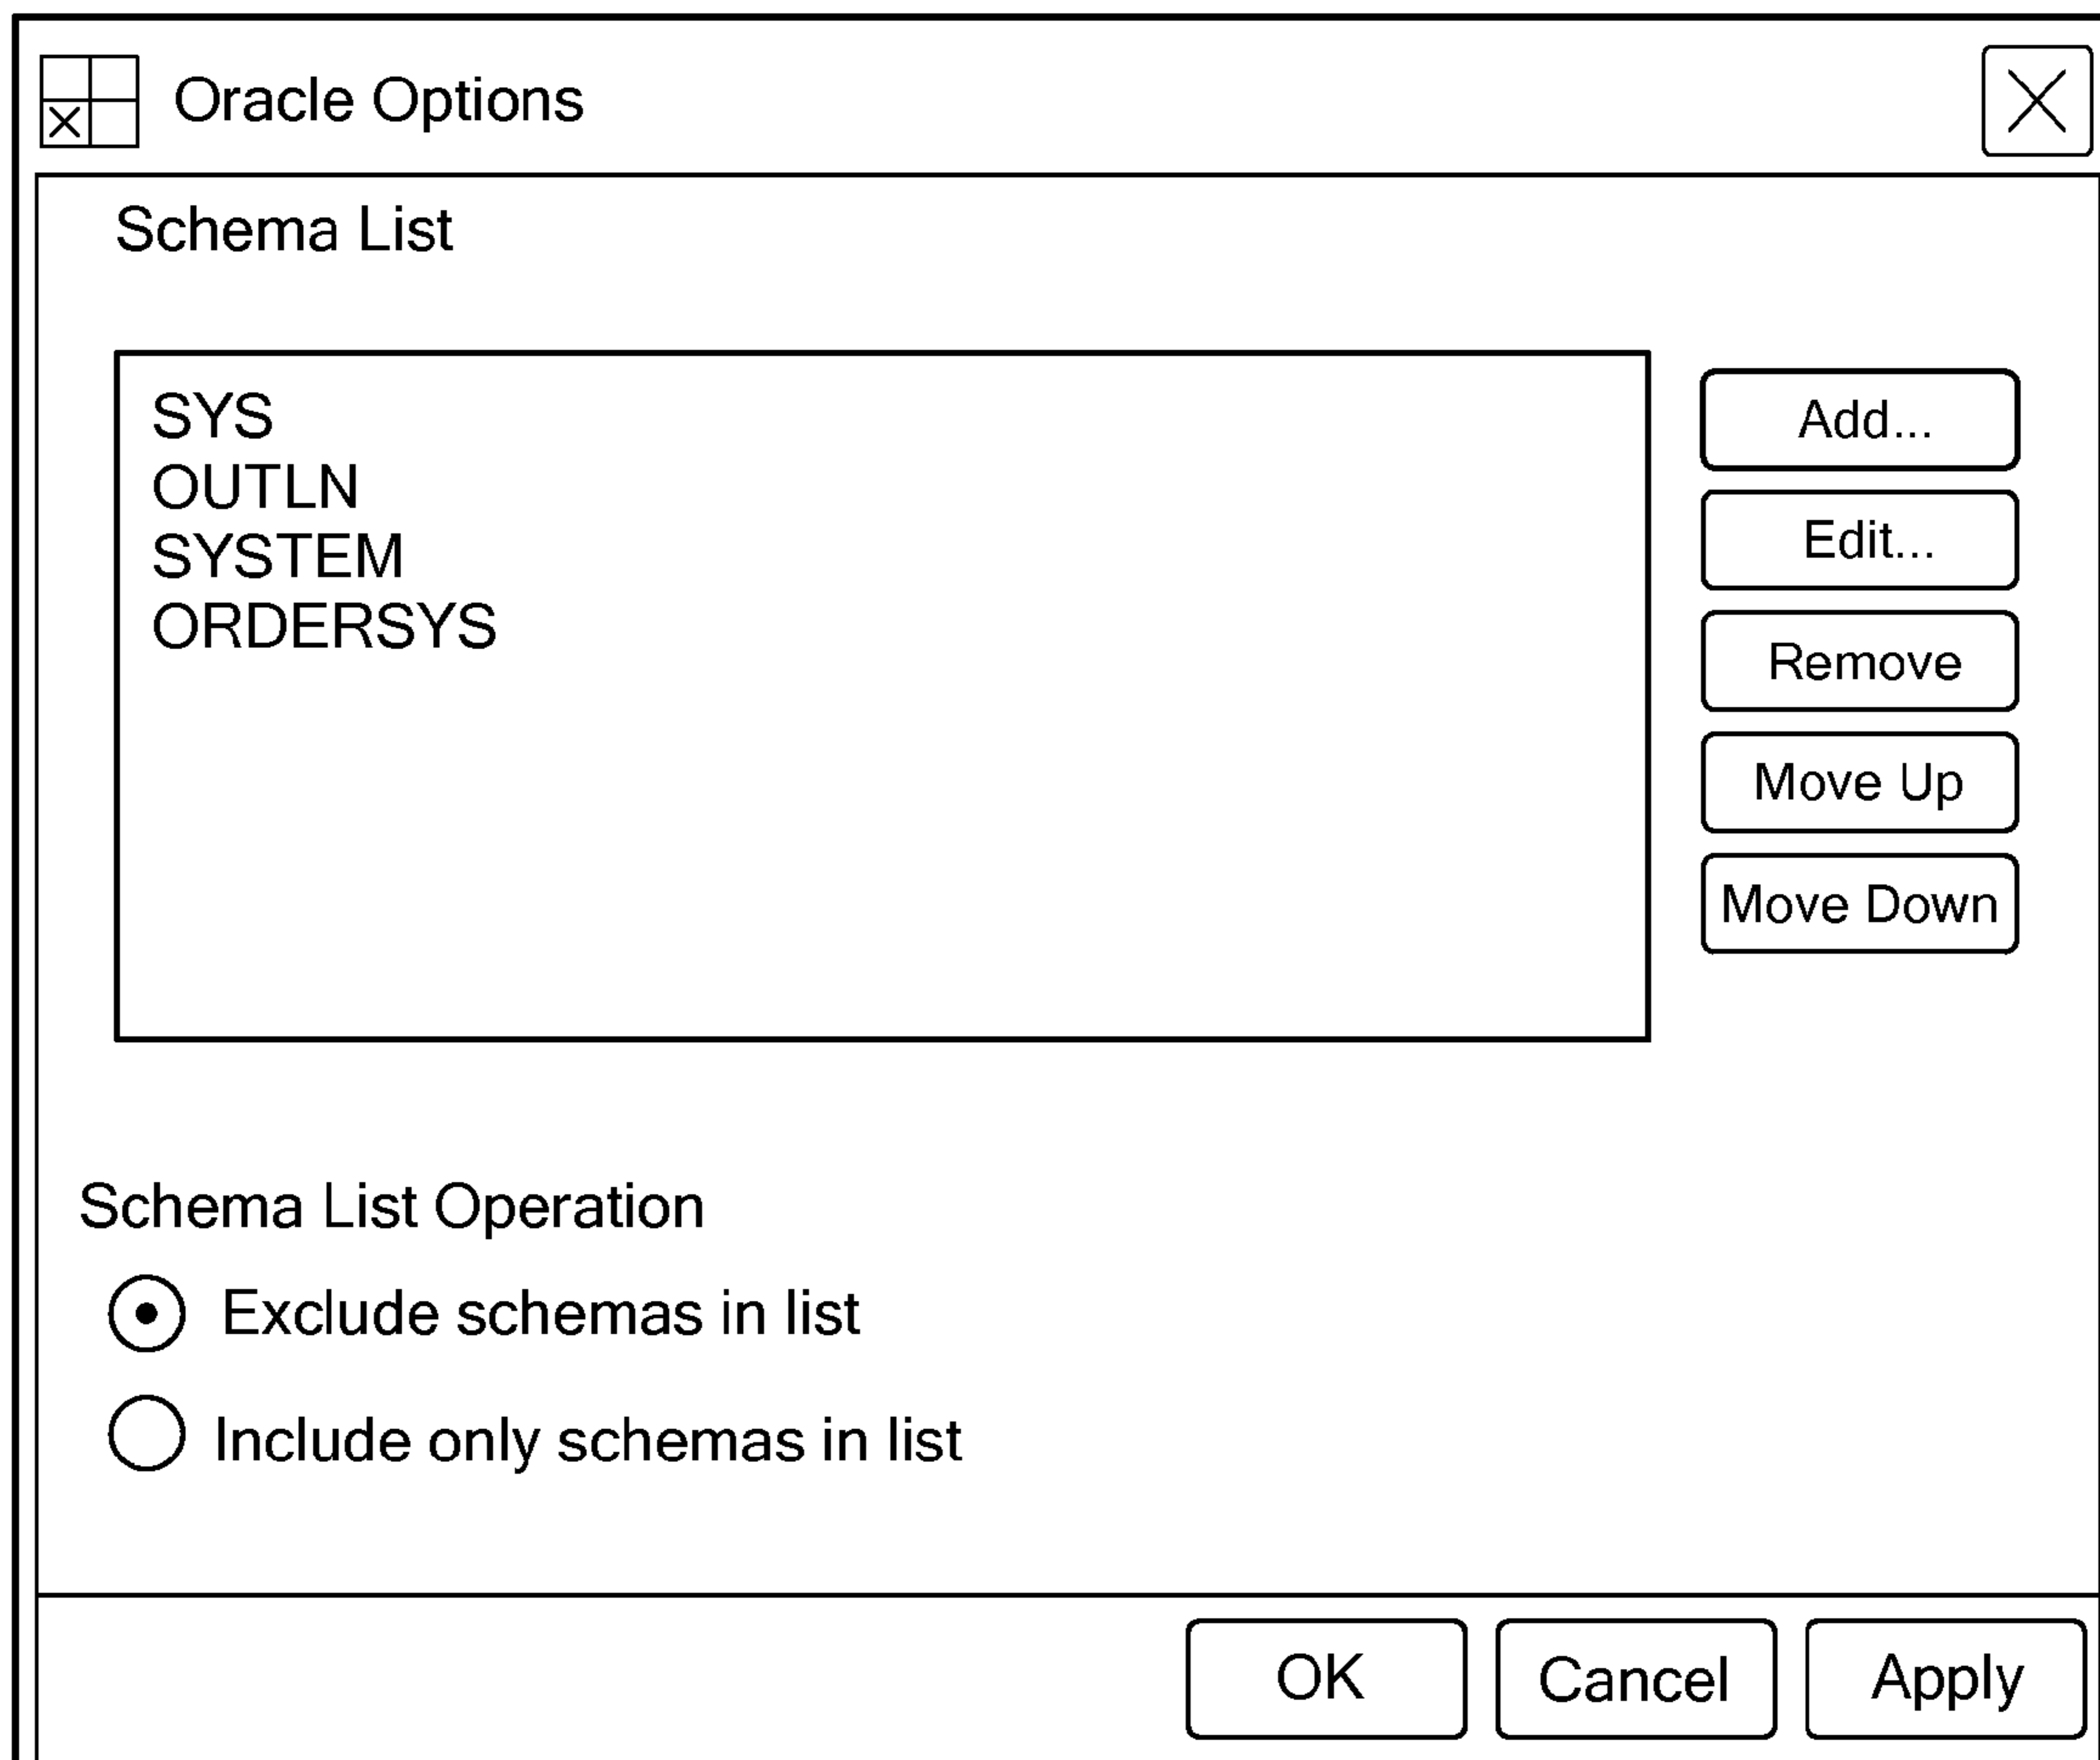 Oracle Options
Schema List
SYS
OUTLN
SYSTEM
ORDERSYS
Add...
Edit...
Remove
Move Up
Move Down
Schema List Operation
Exclude schemas in list
Include only schemas in list
OK
Cancel
Apply